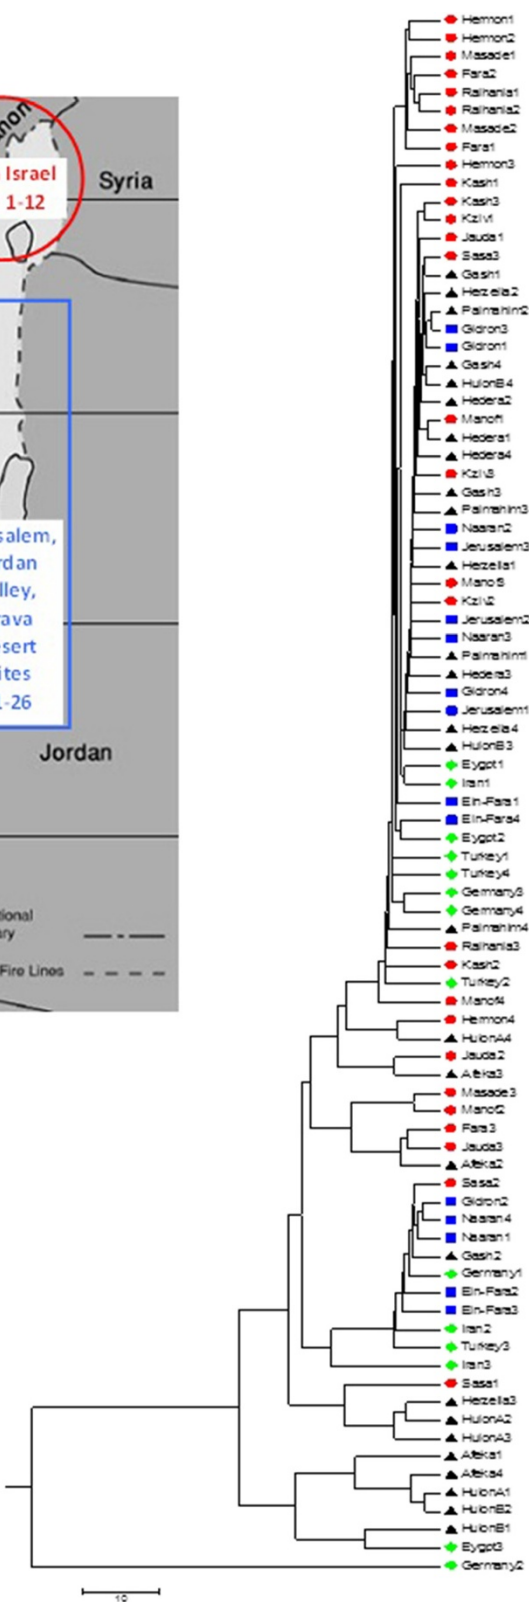 non
Israel
1-12
Syria
salem,
rdan
lley,
rava
sert
ites
1-26
Jordan
tional
ry
Fire Lines
Hermon1
Hermon2
Masade1
Fara2
Raihania1
Raihania2
Masade2
Fara1
Hermon3
Kash1
Kash3
Kziv1
Jauda1
Sasa3
Gash1
Herzelia2
Palmahim2
Gidron3
Gidron1
Gash4
HulonB4
Hedera2
Manof1
Hedera1
Hedera4
Kziv3
Gash3
Palmahim3
Naaran2
Jerusalem3
Herzelia1
Kziv2
Jerusalem2
Naaran3
Palmahim1
Hedera3
Gidron4
Jerusalem1
Herzelia4
HulonB3
Eygpt1
Iran1
Ein-Fara1
Ein-Fara4
Eygpt2
Turkey1
Turkey4
Germany3
Germany4
Palmahim4
Raihania3
Kash2
Turkey2
Manof4
Hermon4
HulonA4
Jauda2
Afeka3
Masade3
Manof2
Fara3
Jauda3
Afeka2
Sasa2
Gidron2
Naaran4
Naaran1
Gash2
Germany1
Ein-Fara2
Ein-Fara3
Iran2
Turkey3
Iran3
Sasa1
Herzelia3
HulonA2
HulonA3
Afeka1
Afeka4
HulonA1
HulonB2
HulonB1
Eygpt3
Germany2
10